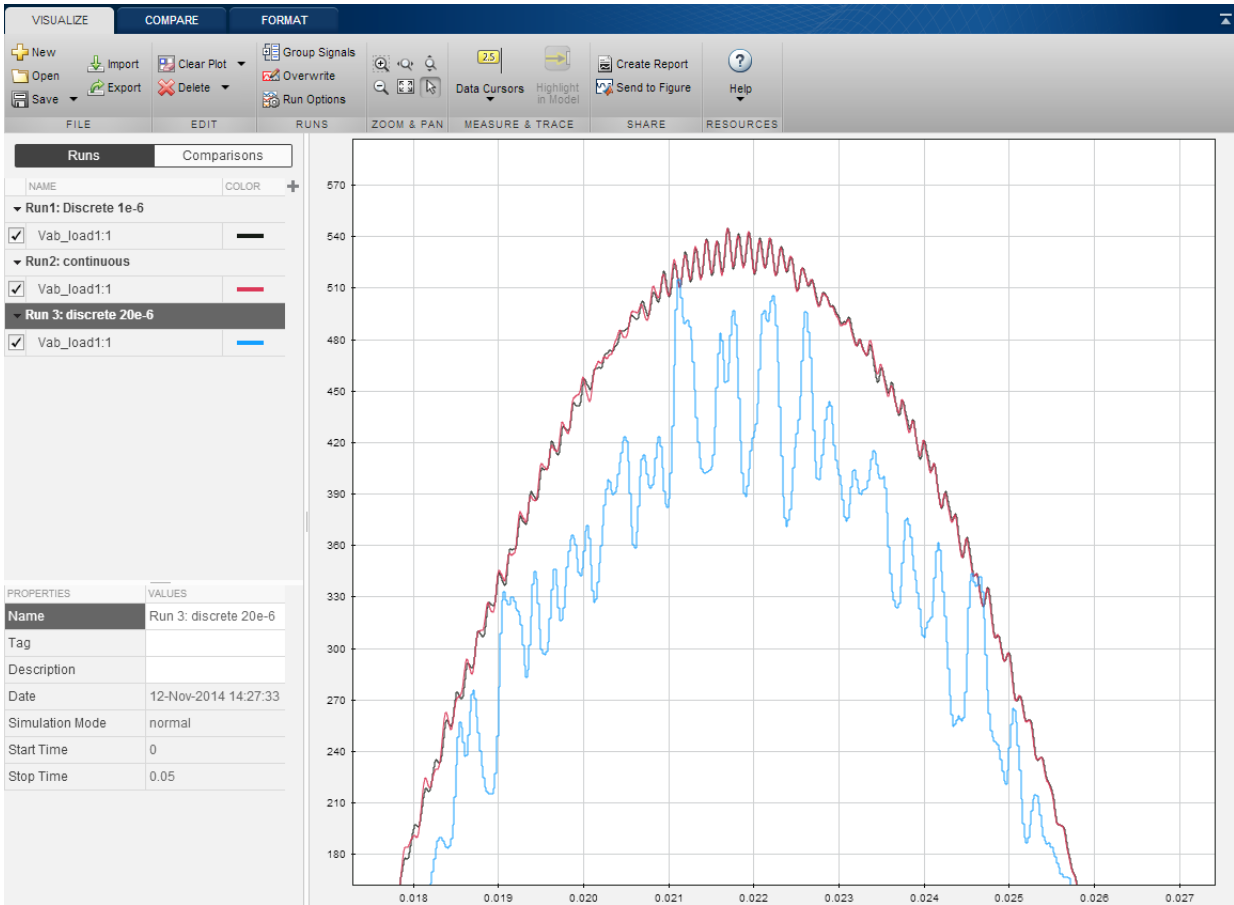 VISUALIZE COMPARE FORMAT
New
Open
Save
Import
Export
Clear Plot
Delete
Group Signals
Overwrite
Run Options
2.5
Data Cursors
Highlight
in Model
Create Report
Send to Figure
?
Help
FILE EDIT RUNS ZOOM & PAN MEASURE & TRACE SHARE RESOURCES
Runs Comparisons
NAME COLOR
Run1: Discrete 1e-6
Vab_load1:1
Run2: continuous
Vab_load1:1
Run 3: discrete 20e-6
Vab_load1:1
PROPERTIES VALUES
Name Run 3: discrete 20e-6
Tag
Description
Date 12-Nov-2014 14:27:33
Simulation Mode normal
Start Time 0
Stop Time 0.05
570
540
510
480
450
420
390
360
330
300
270
240
210
180
0.018 0.019 0.020 0.021 0.022 0.023 0.024 0.025 0.026 0.027